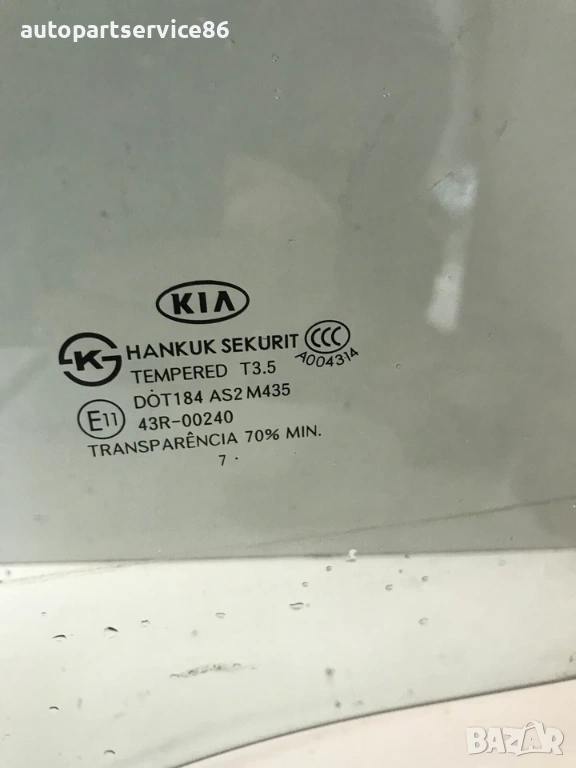 autopartservice86
KIA
HANKUK SEKURIT CCC
A004314
TEMPERED T3.5
DOT184 AS2 M435
E11 43R-00240
TRANSPARÊNCIA 70% MIN.
7 .
BAZAR